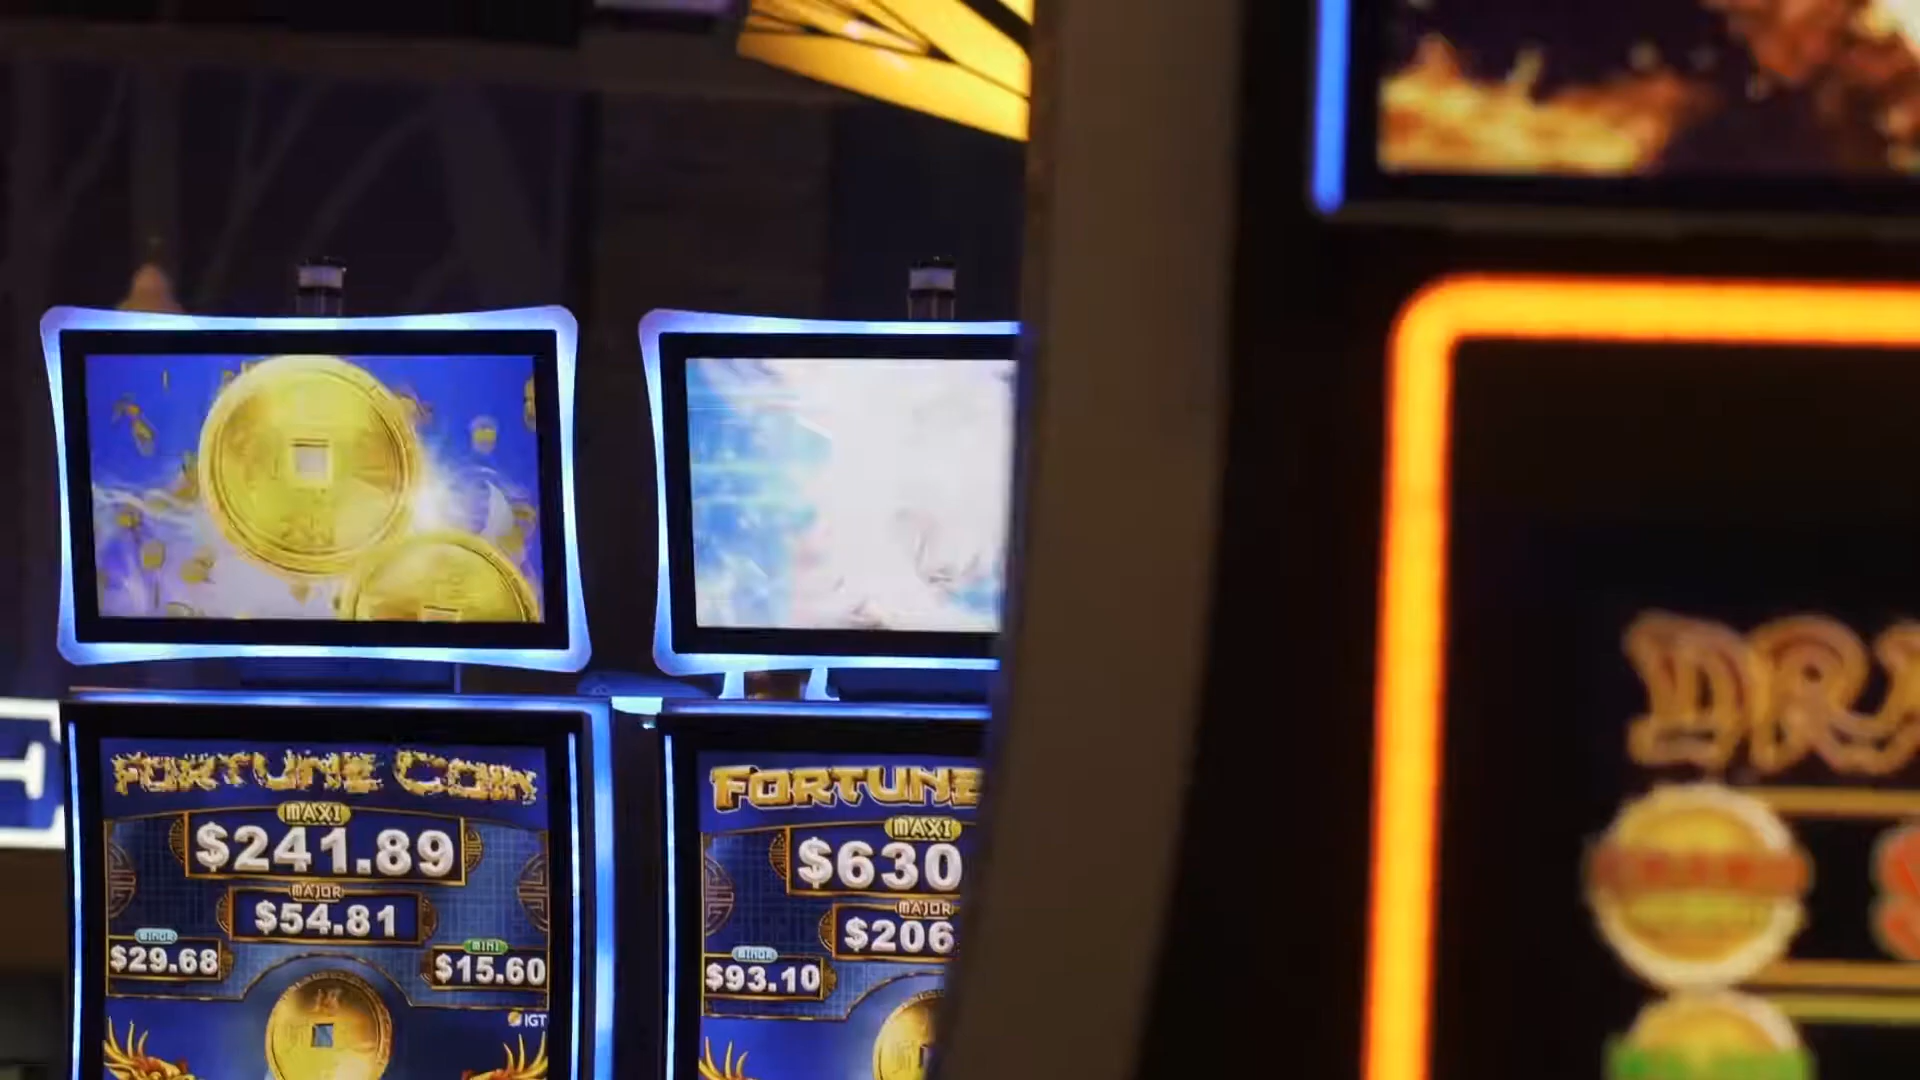 FORTUNE COIN
MAXI
$241.89
MAJOR
$54.81
MINOR
$29.68
MINI
$15.60
IGT
FORTUNE
MAXI
$630
MAJOR
$206
MINOR
$93.10
DRA